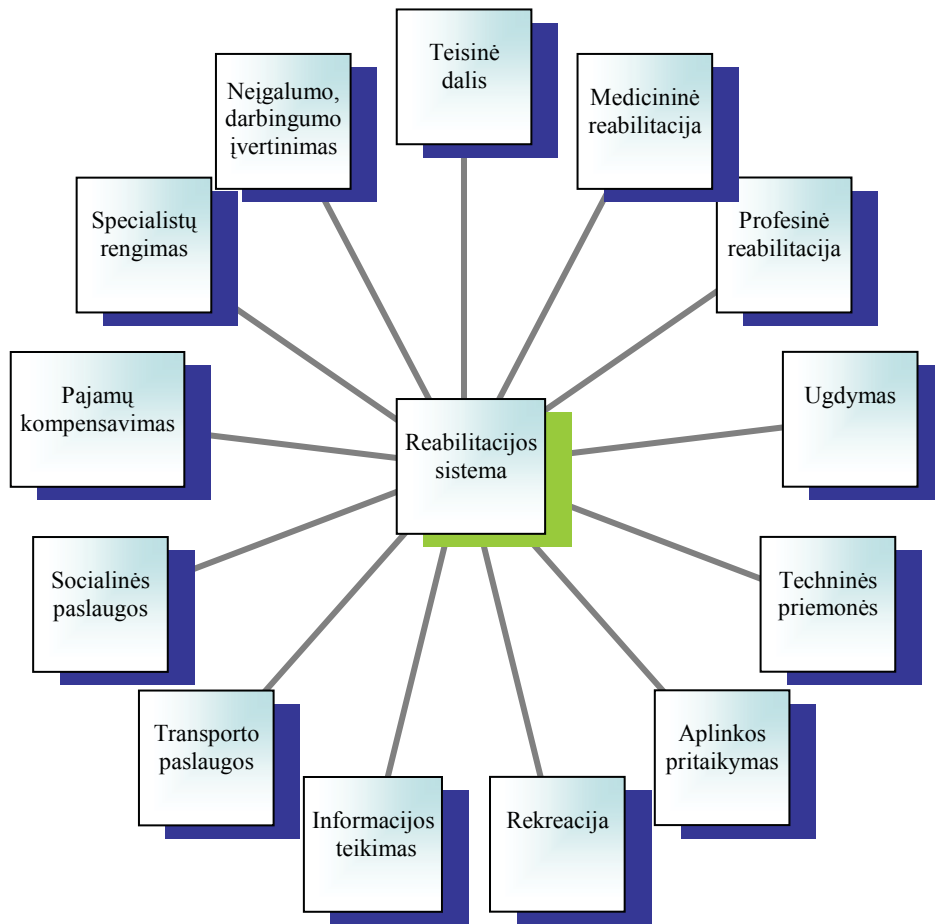 Teisinė
dalis
Medicininė
reabilitacija
Profesinė
reabilitacija
Ugdymas
Techninės
priemonės
Aplinkos
pritaikymas
Rekreacija
Informacijos
teikimas
Transporto
paslaugos
Socialinės
paslaugos
Pajamų
kompensavimas
Specialistų
rengimas
Neįgalumo,
darbingumo
įvertinimas
Reabilitacijos
sistema